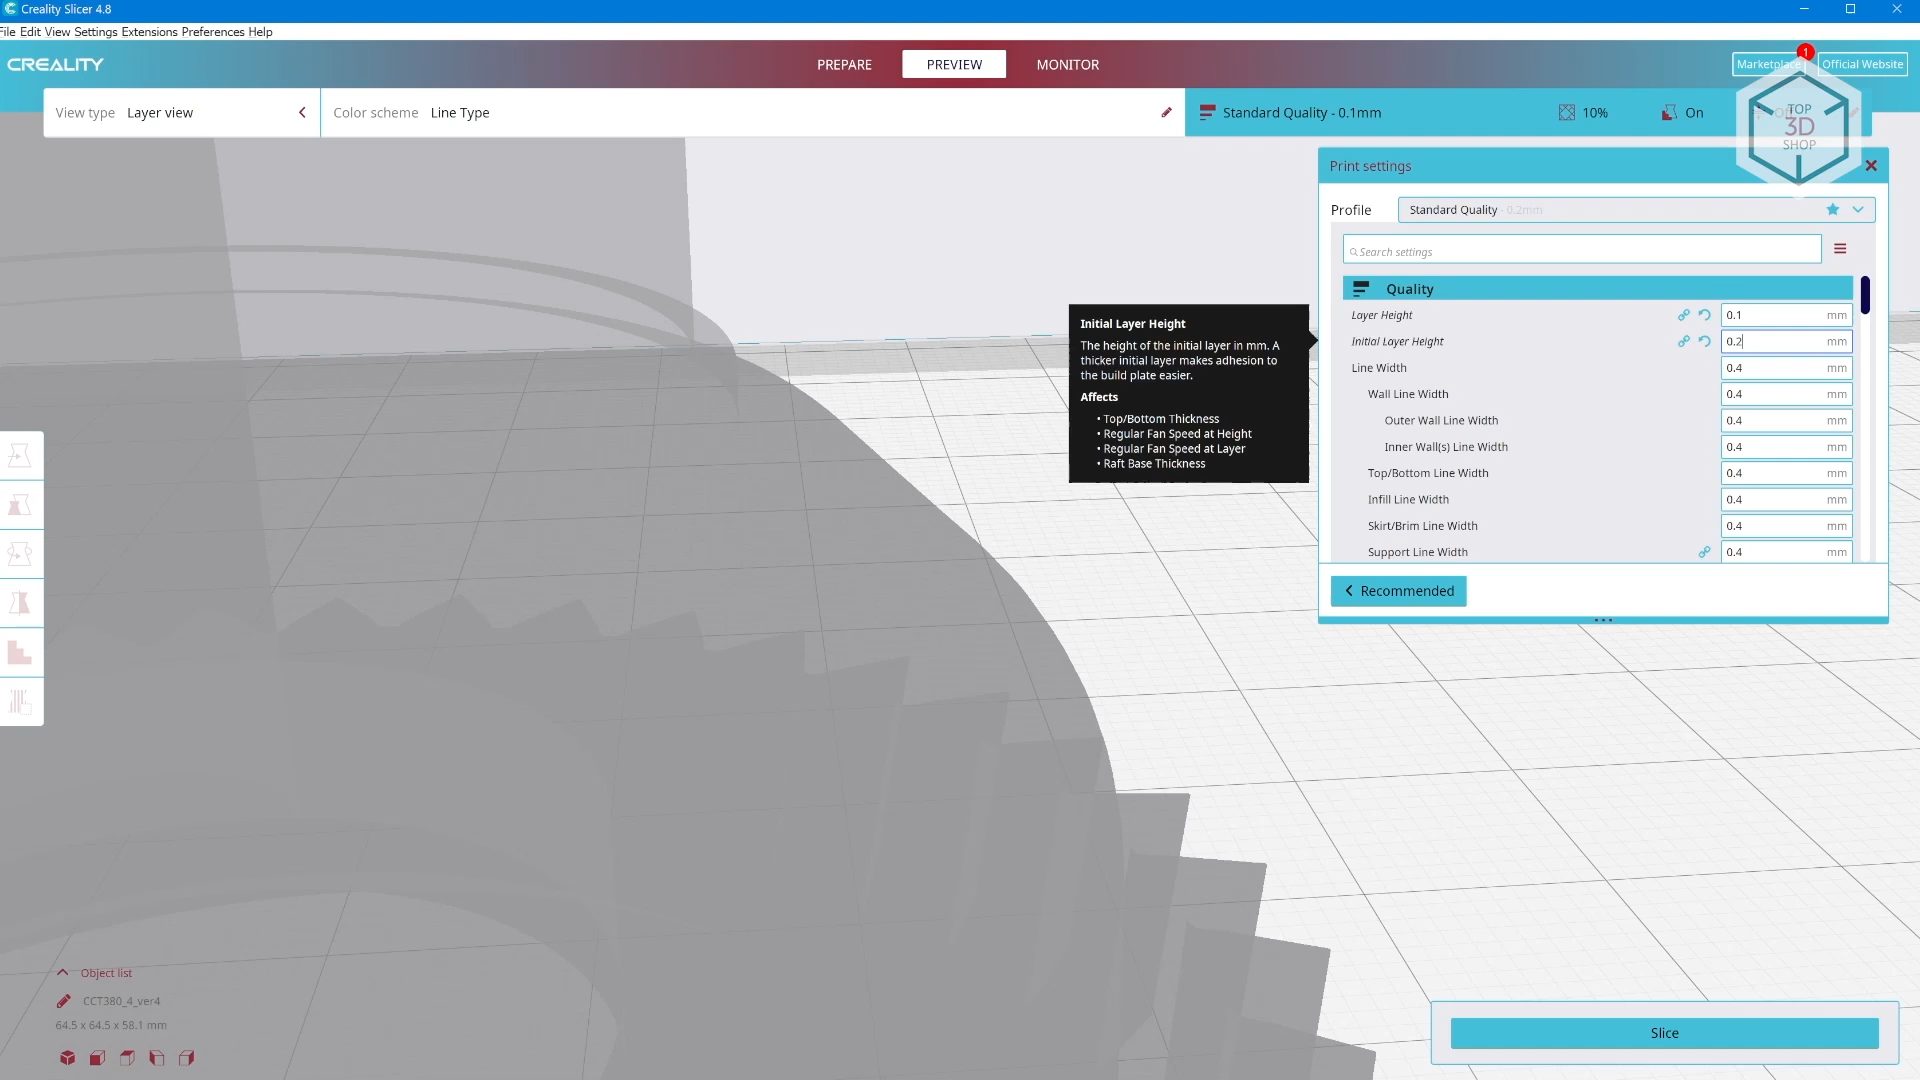 Creality Slicer 4.8
File Edit View Settings Extensions Preferences Help
CREALITY
PREPARE
PREVIEW
MONITOR
Marketplace
1
Official Website
View type Layer view
Color scheme Line Type
Standard Quality - 0.1mm
10%
On
TOP
3D
SHOP
Print settings
Profile
Standard Quality - 0.2mm
Search settings
Quality
Layer Height 0.1 mm
Initial Layer Height 0.2 mm
Line Width 0.4 mm
Wall Line Width 0.4 mm
Outer Wall Line Width 0.4 mm
Inner Wall(s) Line Width 0.4 mm
Top/Bottom Line Width 0.4 mm
Infill Line Width 0.4 mm
Skirt/Brim Line Width 0.4 mm
Support Line Width 0.4 mm
Recommended
Initial Layer Height
The height of the initial layer in mm. A
thicker initial layer makes adhesion to
the build plate easier.
Affects
• Top/Bottom Thickness
• Regular Fan Speed at Height
• Regular Fan Speed at Layer
• Raft Base Thickness
Object list
CCT380_4_ver4
64.5 x 64.5 x 58.1 mm
Slice